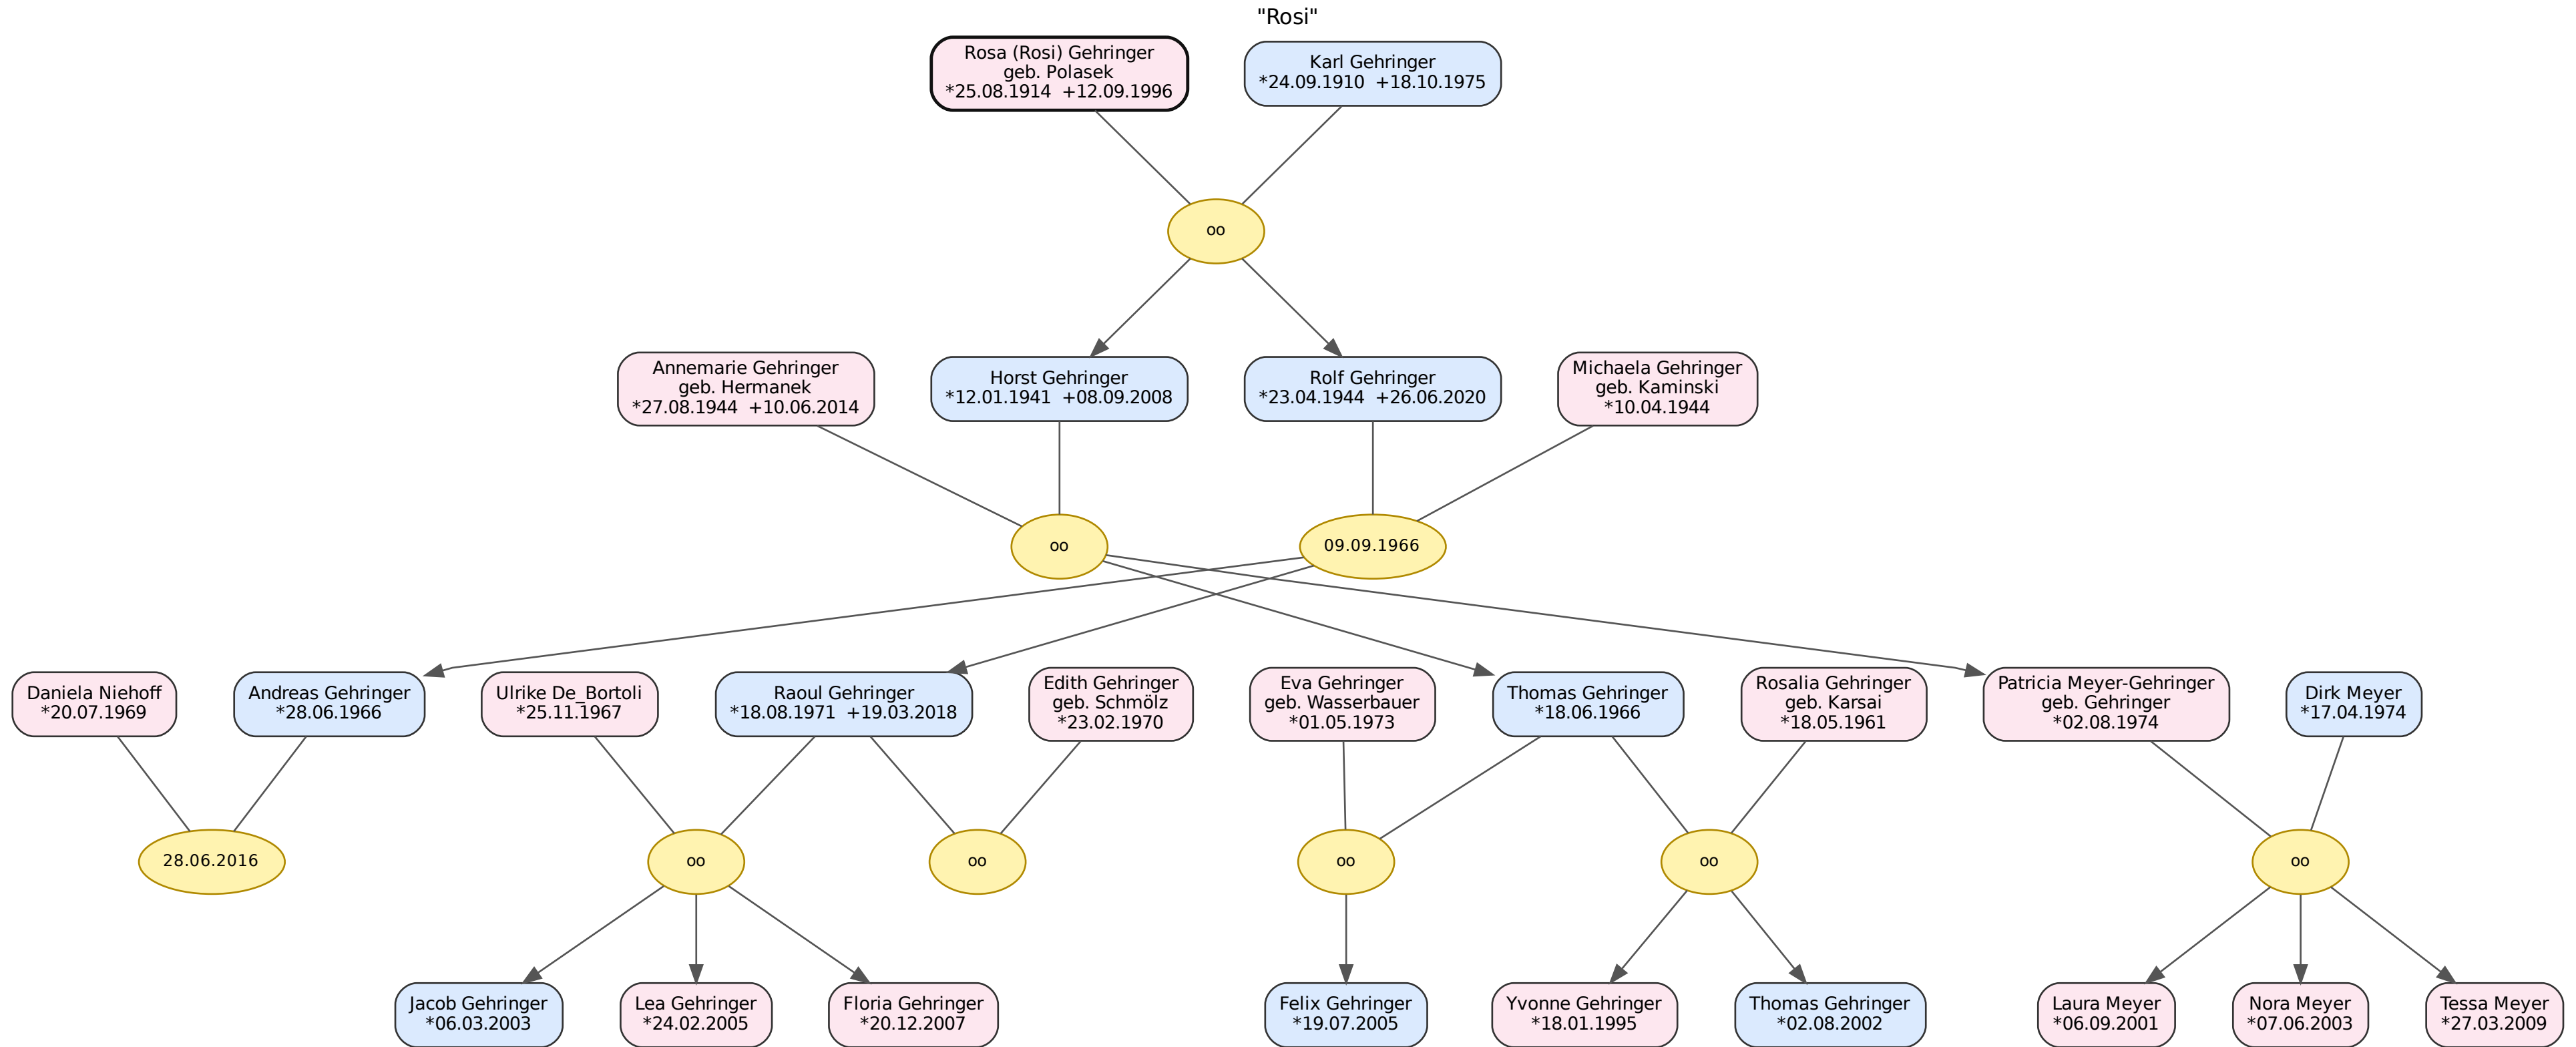 "Rosi"
Rosa (Rosi) Gehringer
geb. Polasek
*25.08.1914  +12.09.1996
Karl Gehringer
*24.09.1910  +18.10.1975
oo
Annemarie Gehringer
geb. Hermanek
*27.08.1944  +10.06.2014
Horst Gehringer
*12.01.1941  +08.09.2008
Rolf Gehringer
*23.04.1944  +26.06.2020
Michaela Gehringer
geb. Kaminski
*10.04.1944
oo
09.09.1966
Daniela Niehoff
*20.07.1969
Andreas Gehringer
*28.06.1966
Ulrike De_Bortoli
*25.11.1967
Raoul Gehringer
*18.08.1971  +19.03.2018
Edith Gehringer
geb. Schmölz
*23.02.1970
Eva Gehringer
geb. Wasserbauer
*01.05.1973
Thomas Gehringer
*18.06.1966
Rosalia Gehringer
geb. Karsai
*18.05.1961
Patricia Meyer-Gehringer
geb. Gehringer
*02.08.1974
Dirk Meyer
*17.04.1974
28.06.2016
oo
oo
oo
oo
oo
Jacob Gehringer
*06.03.2003
Lea Gehringer
*24.02.2005
Floria Gehringer
*20.12.2007
Felix Gehringer
*19.07.2005
Yvonne Gehringer
*18.01.1995
Thomas Gehringer
*02.08.2002
Laura Meyer
*06.09.2001
Nora Meyer
*07.06.2003
Tessa Meyer
*27.03.2009